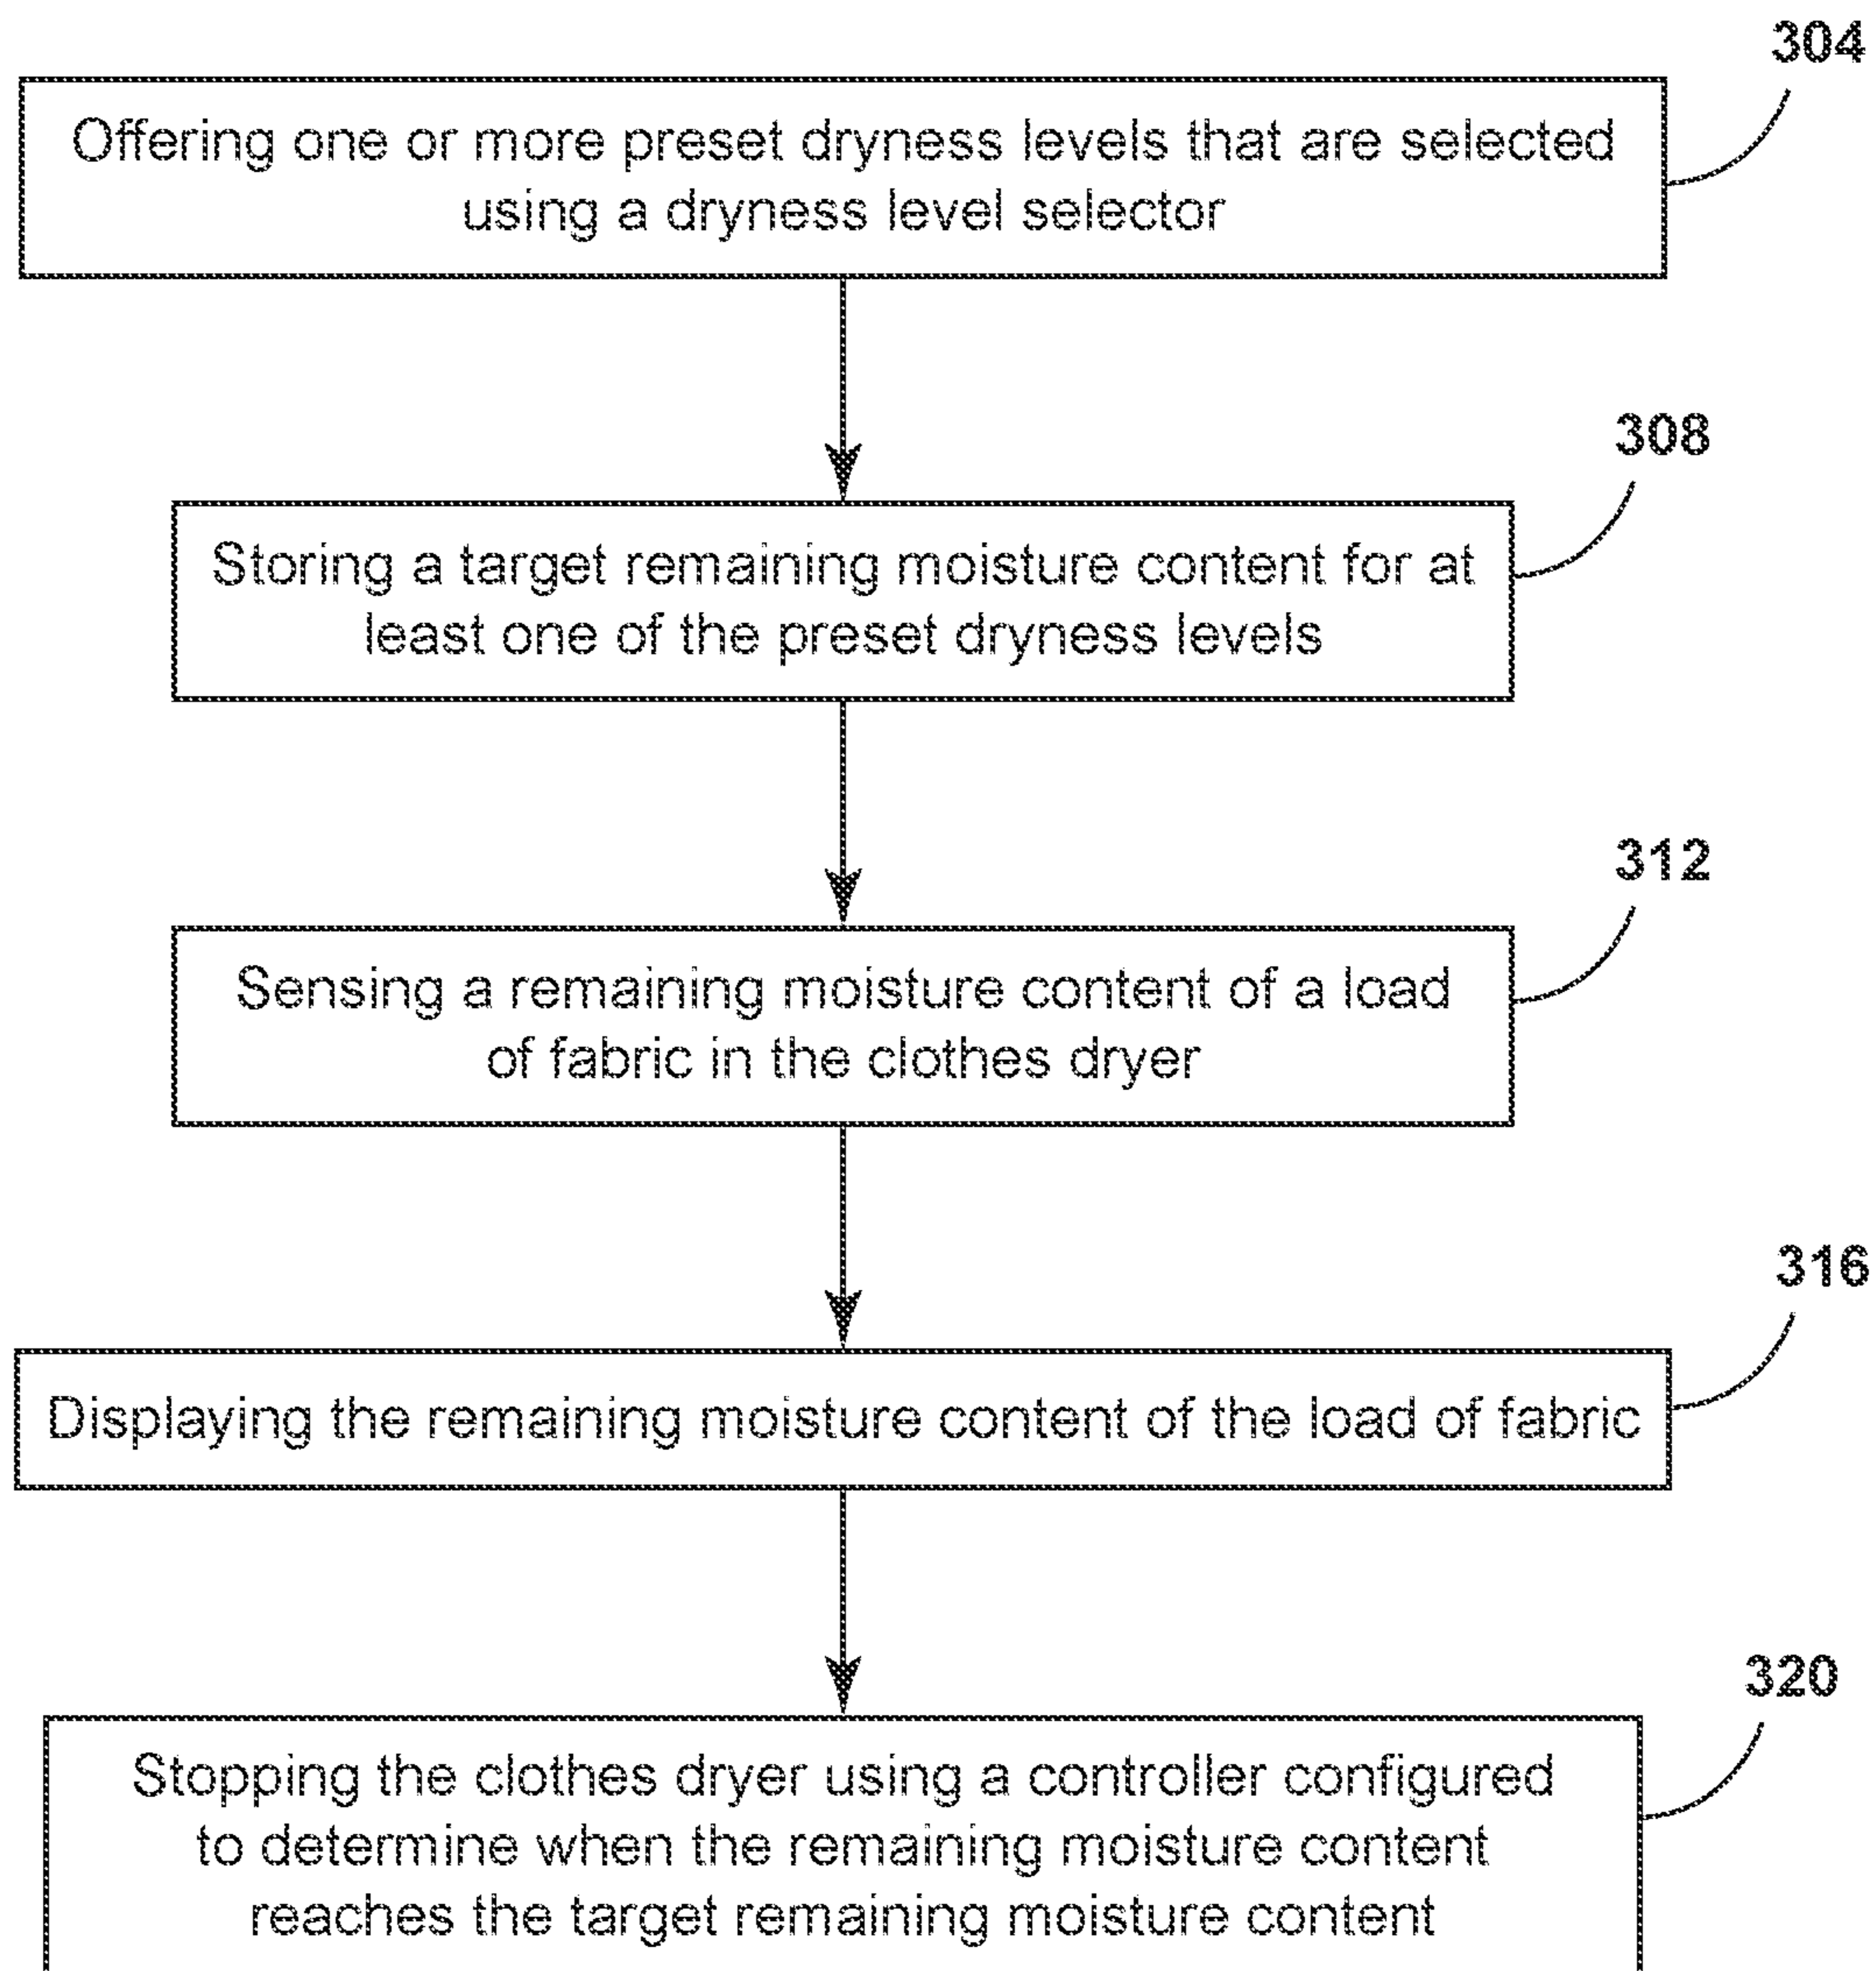 304
Offering one or more preset dryness levels that are selected
using a dryness level selector
308
Storing a target remaining moisture content for at
least one of the preset dryness levels
312
Sensing a remaining moisture content of a load
of fabric in the clothes dryer
316
Displaying the remaining moisture content of the load of fabric
320
Stopping the clothes dryer using a controller configured
to determine when the remaining moisture content
reaches the target remaining moisture content